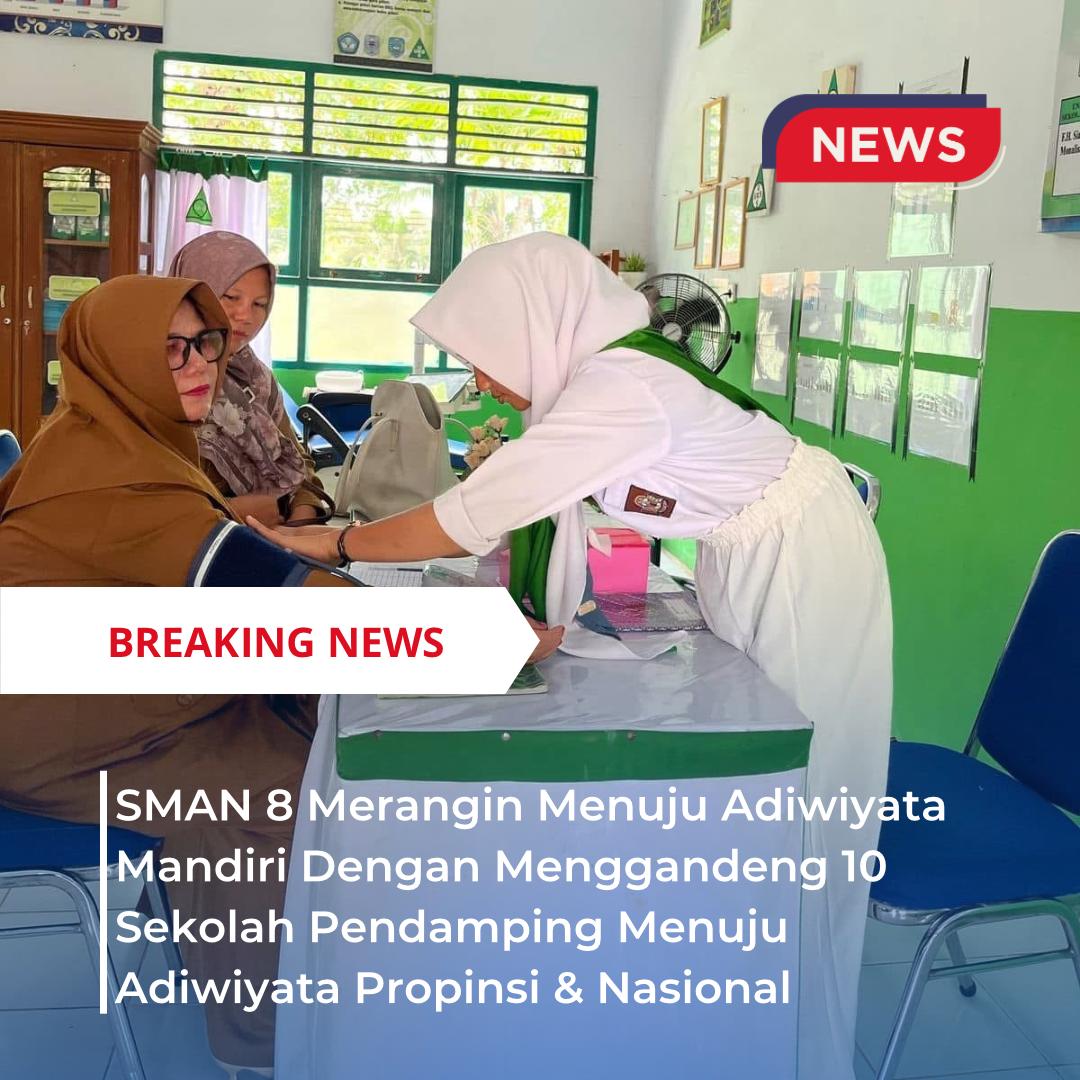 NEWS
BREAKING NEWS
SMAN 8 Merangin Menuju Adiwiyata
Mandiri Dengan Menggandeng 10
Sekolah Pendamping Menuju
Adiwiyata Propinsi & Nasional